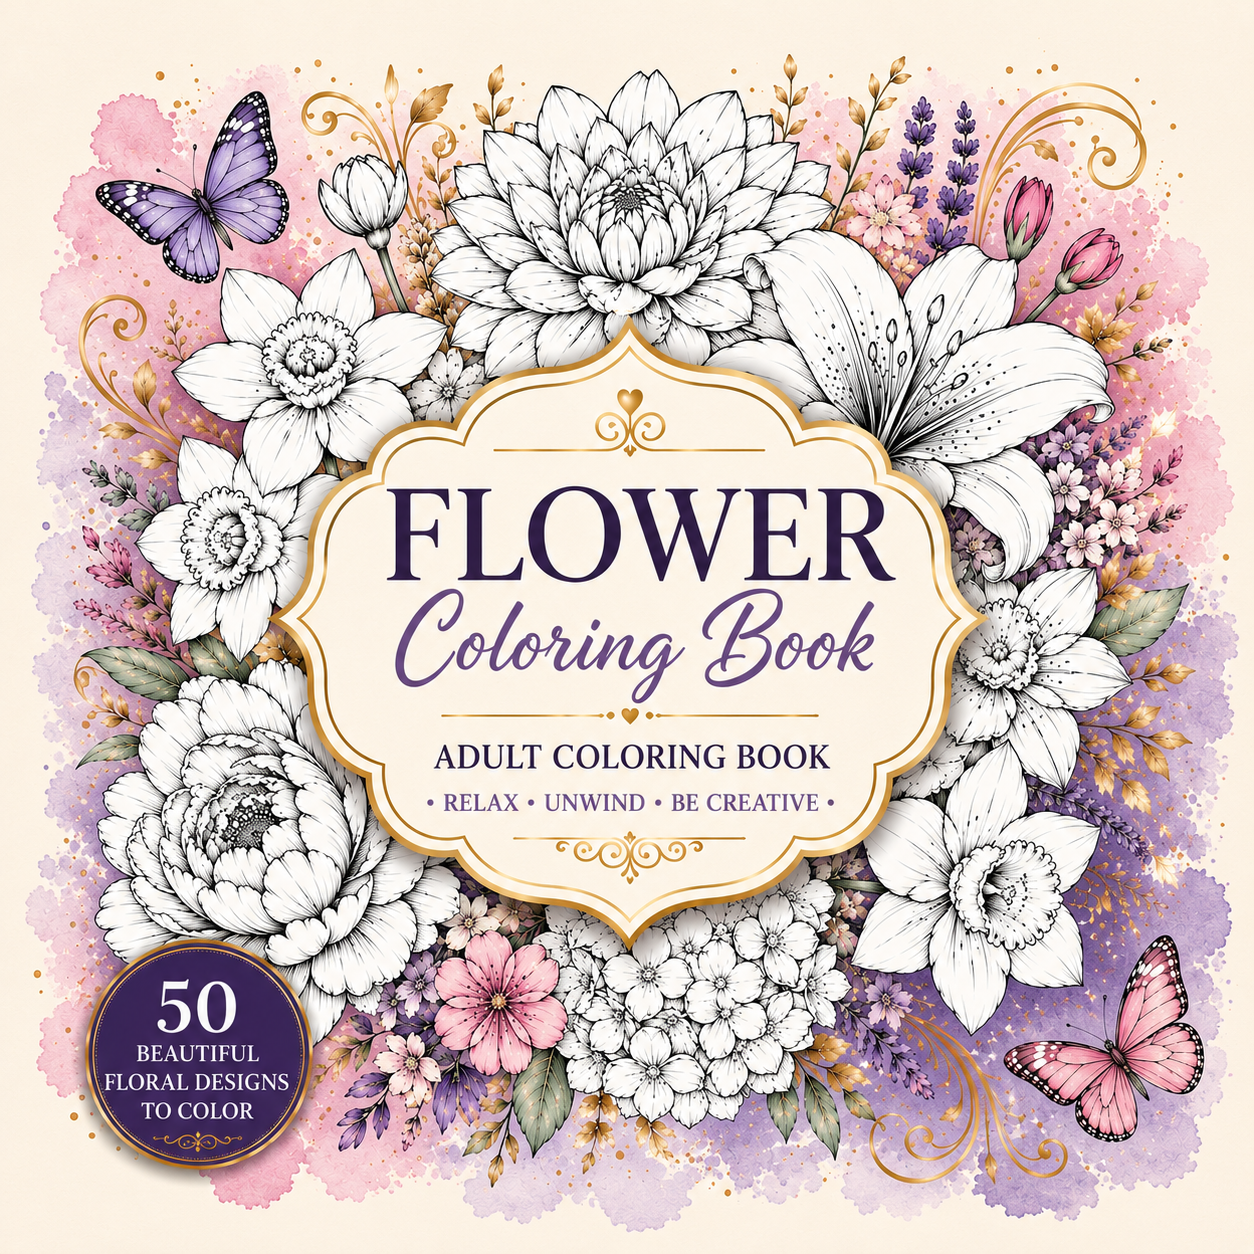 FLOWER
Coloring Book
ADULT COLORING BOOK
• RELAX • UNWIND • BE CREATIVE •
50
BEAUTIFUL
FLORAL DESIGNS
TO COLOR